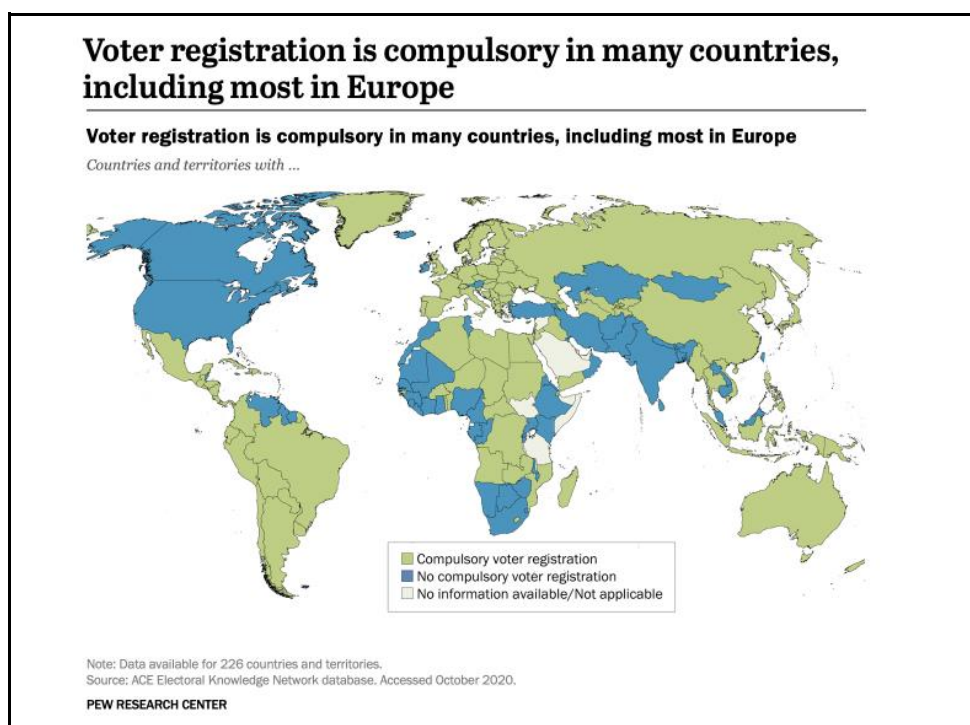 Voter registration is compulsory in many countries,
including most in Europe
Voter registration is compulsory in many countries, including most in Europe
Countries and territories with ...
Compulsory voter registration
No compulsory voter registration
No information available/Not applicable
Note: Data available for 226 countries and territories.
Source: ACE Electoral Knowledge Network database. Accessed October 2020.
PEW RESEARCH CENTER